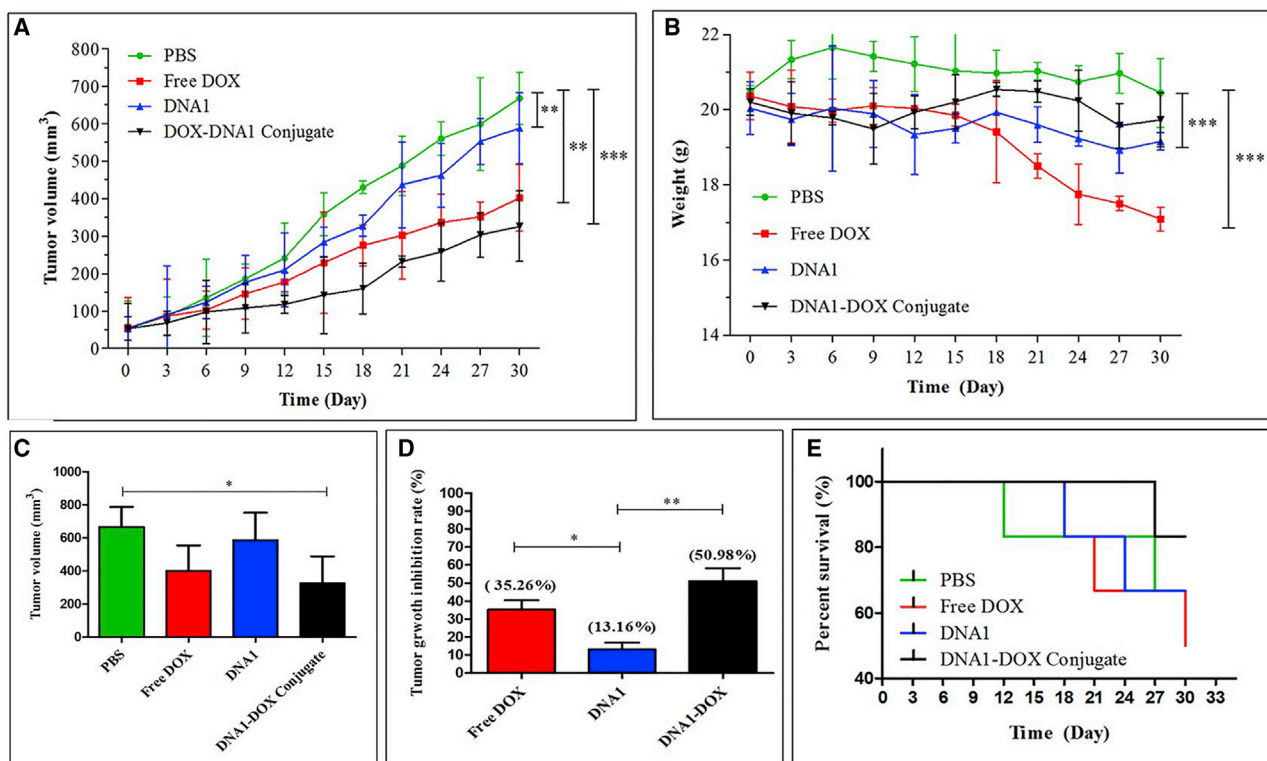 A
Tumor volume (mm3)
800
700
600
500
400
300
200
100
0
PBS
Free DOX
DNA1
DOX-DNA1 Conjugate
**
**
***
0 3 6 9 12 15 18 21 24 27 30
Time (Day)
B
Weight (g)
22
20
18
16
14
PBS
Free DOX
DNA1
DNA1-DOX Conjugate
***
***
0 3 6 9 12 15 18 21 24 27 30
Time (Day)
C
Tumor volume (mm3)
1000
800
600
400
200
0
*
PBS
Free DOX
DNA1
DNA1-DOX Conjugate
D
Tumor grwoth inhibition rate (%)
100
90
80
70
60
50
40
30
20
10
0
**
*
( 35.26%)
(13.16%)
(50.98%)
Free DOX
DNA1
DNA1-DOX
E
Percent survival (%)
100
80
60
40
PBS
Free DOX
DNA1
DNA1-DOX Conjugate
0 3 6 9 12 15 18 21 24 27 30 33
Time (Day)